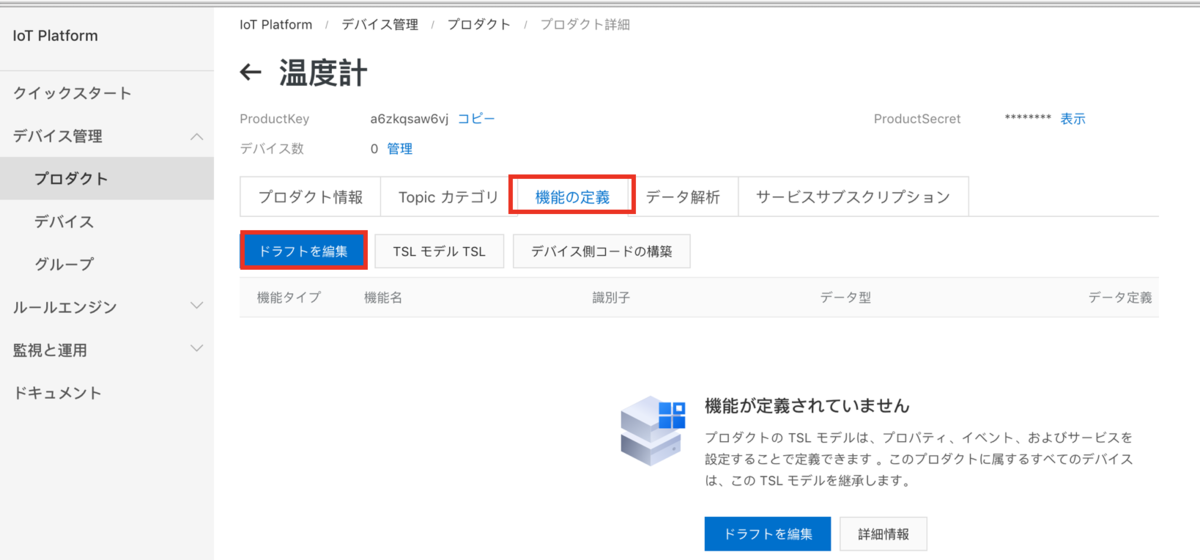 IoT Platform
IoT Platform / デバイス管理 / プロダクト / プロダクト詳細
← 温度計
クイックスタート
デバイス管理
プロダクト
デバイス
グループ
ルールエンジン
監視と運用
ドキュメント
ProductKey a6zkqsaw6vj コピー ProductSecret ******** 表示
デバイス数 0 管理
プロダクト情報 Topic カテゴリ 機能の定義 データ解析 サービスサブスクリプション
ドラフトを編集 TSL モデル TSL デバイス側コードの構築
機能タイプ 機能名 識別子 データ型 データ定義
機能が定義されていません
プロダクトの TSL モデルは、プロパティ、イベント、およびサービスを
設定することで定義できます 。このプロダクトに属するすべてのデバイス
は、この TSL モデルを継承します。
ドラフトを編集 詳細情報